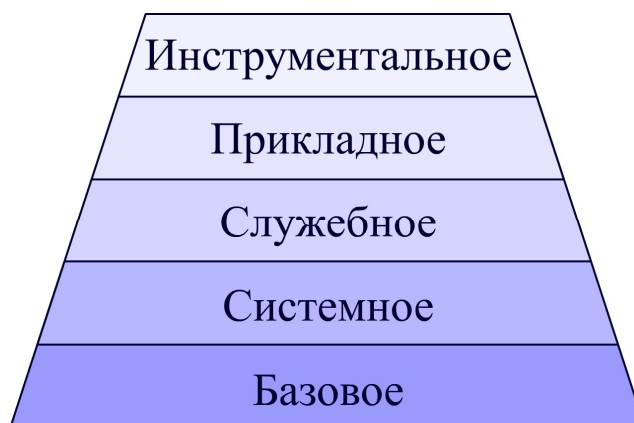 Инструментальное
Прикладное
Служебное
Системное
Базовое